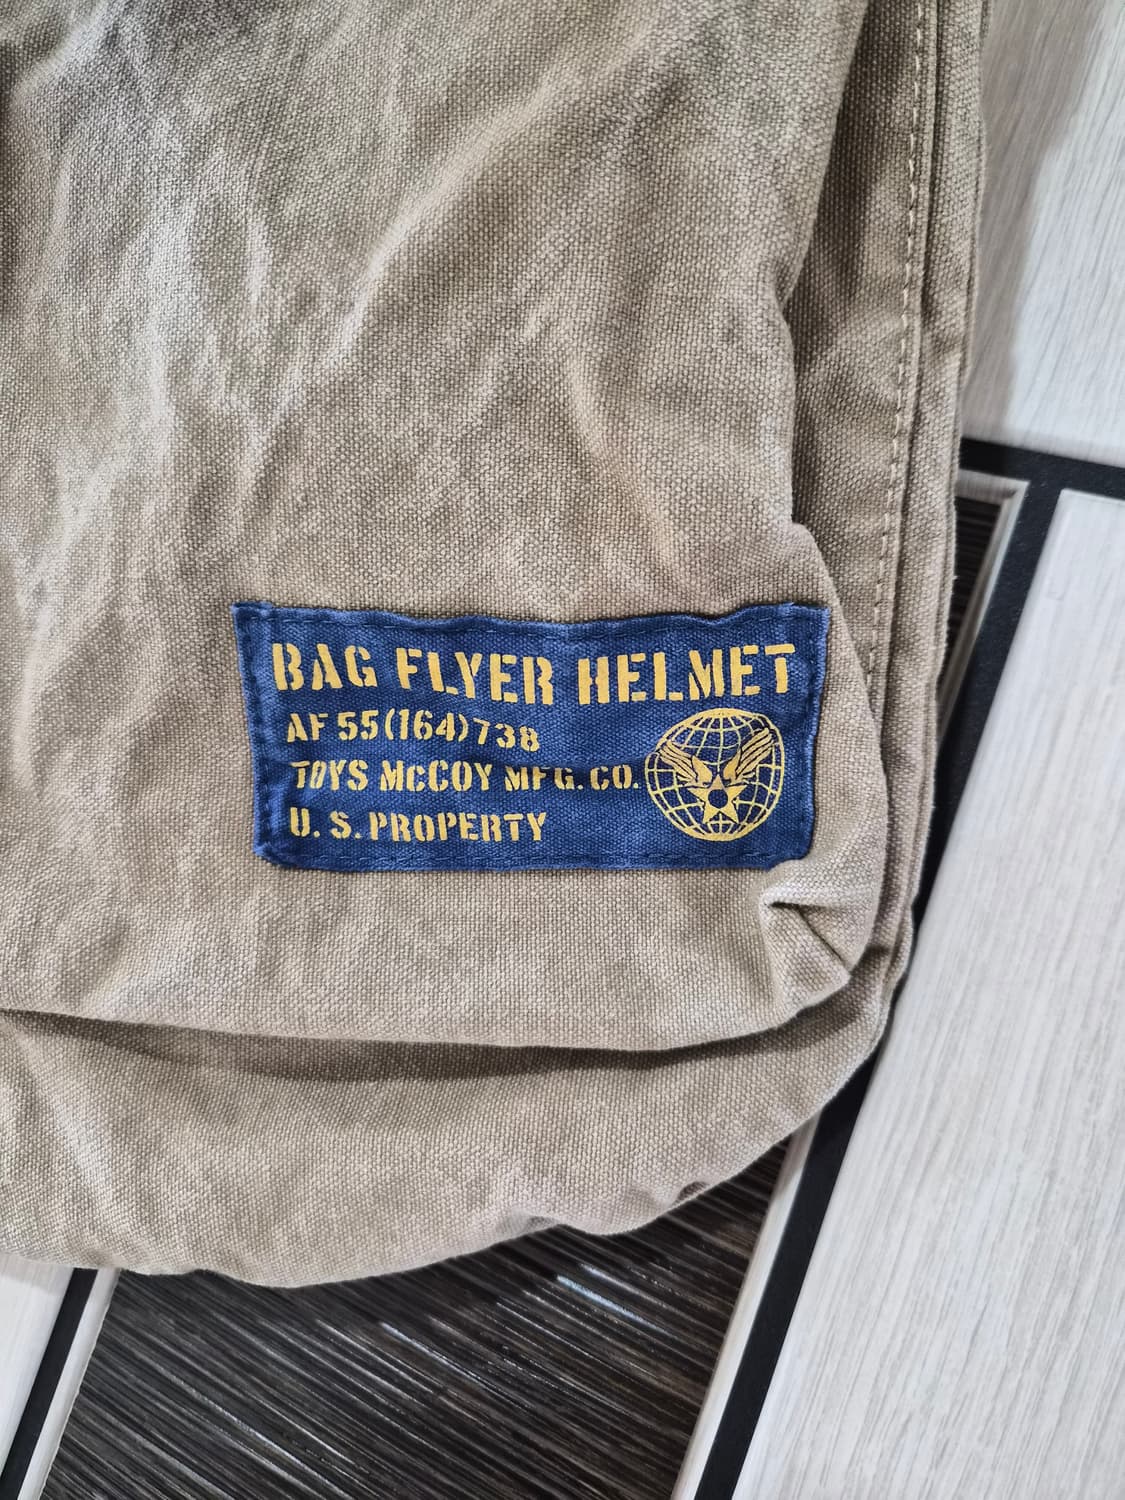 BAG FLYER HELMET
AF 55(164)738
TOYS McCOY MFG. CO.
U. S. PROPERTY